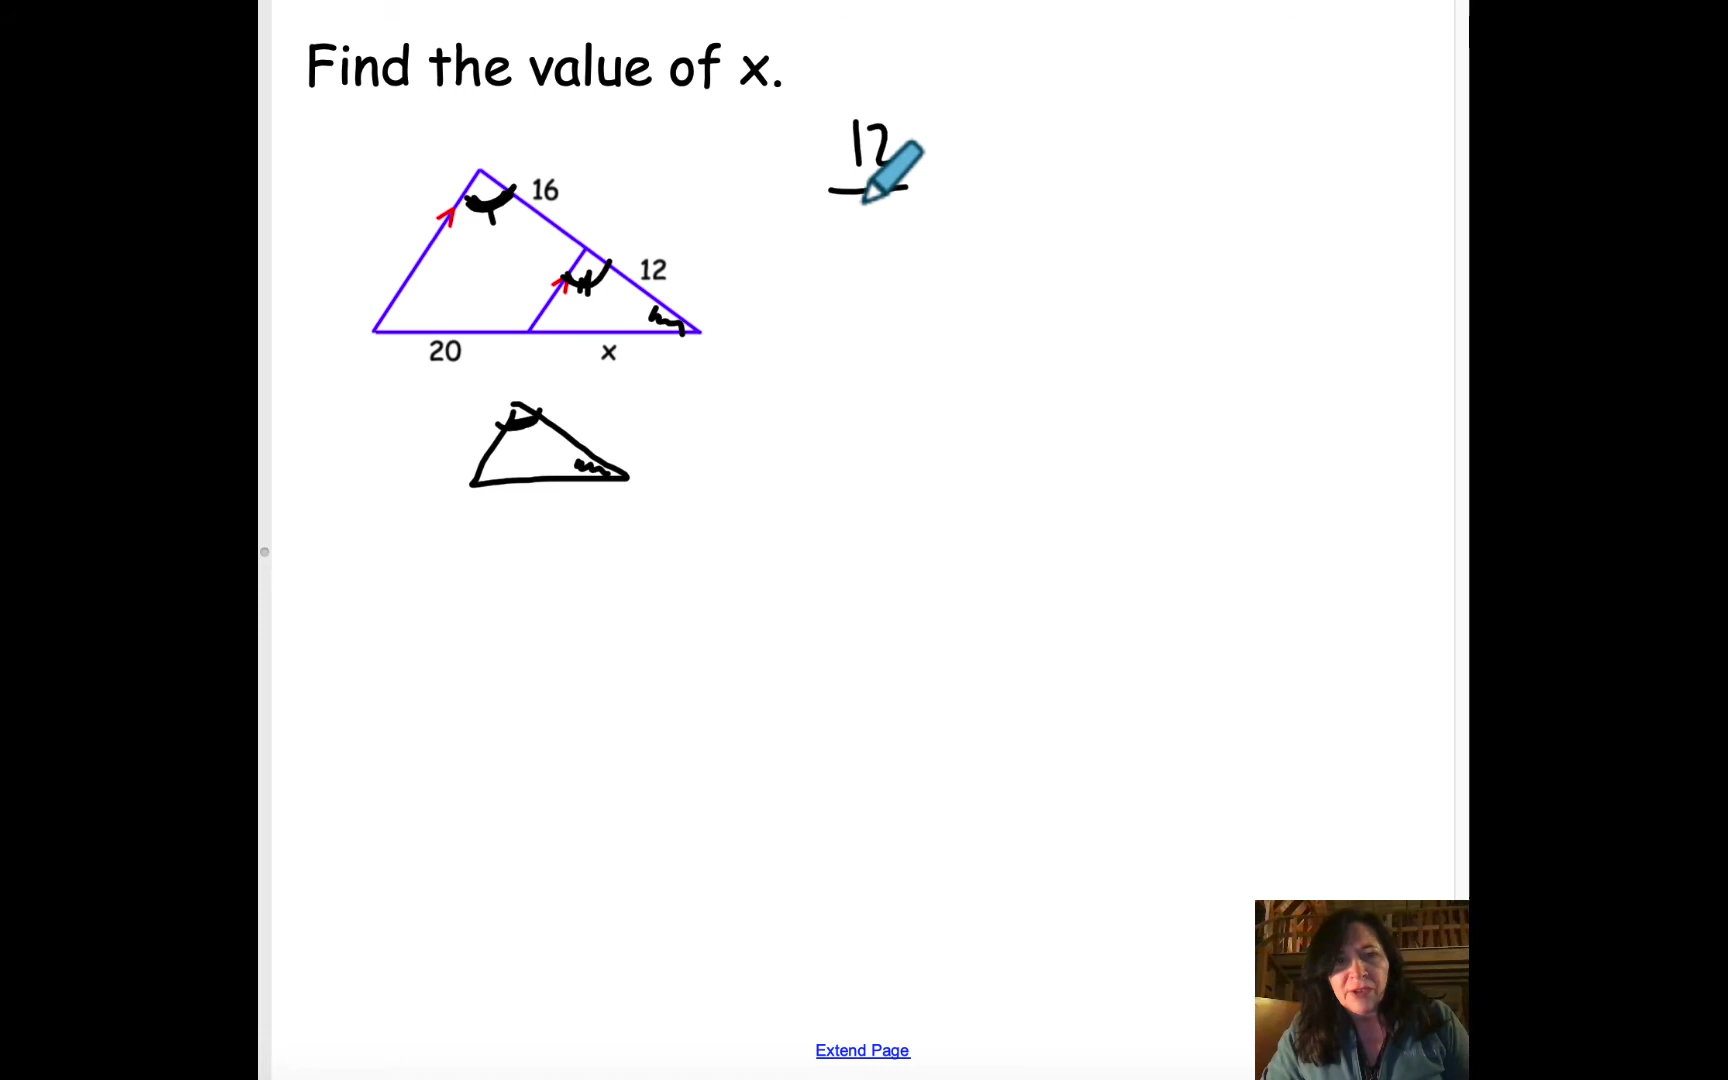 Find the value of x.
12
16
12
20
x
Extend Page